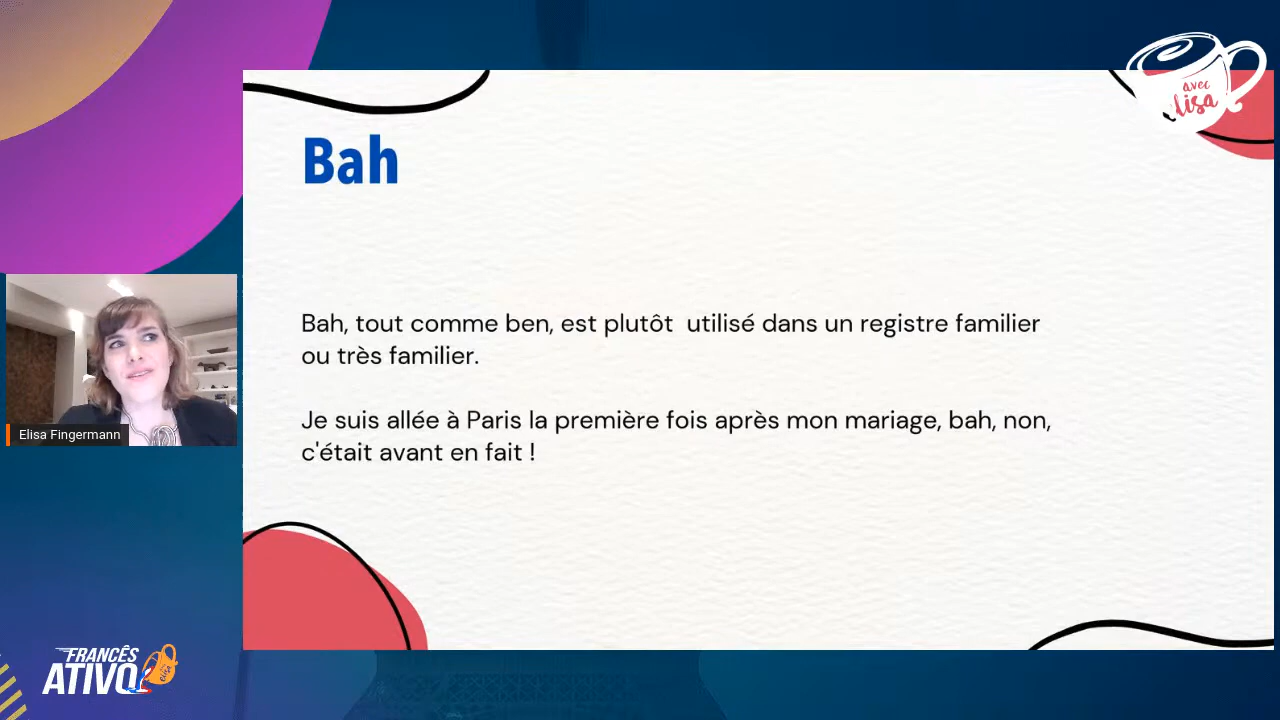 avec
elisa
Bah
Bah, tout comme ben, est plutôt  utilisé dans un registre familier
ou très familier.
Je suis allée à Paris la première fois après mon mariage, bah, non,
c'était avant en fait !
Elisa Fingermann
FRANCÊS
ATIVO
elisa